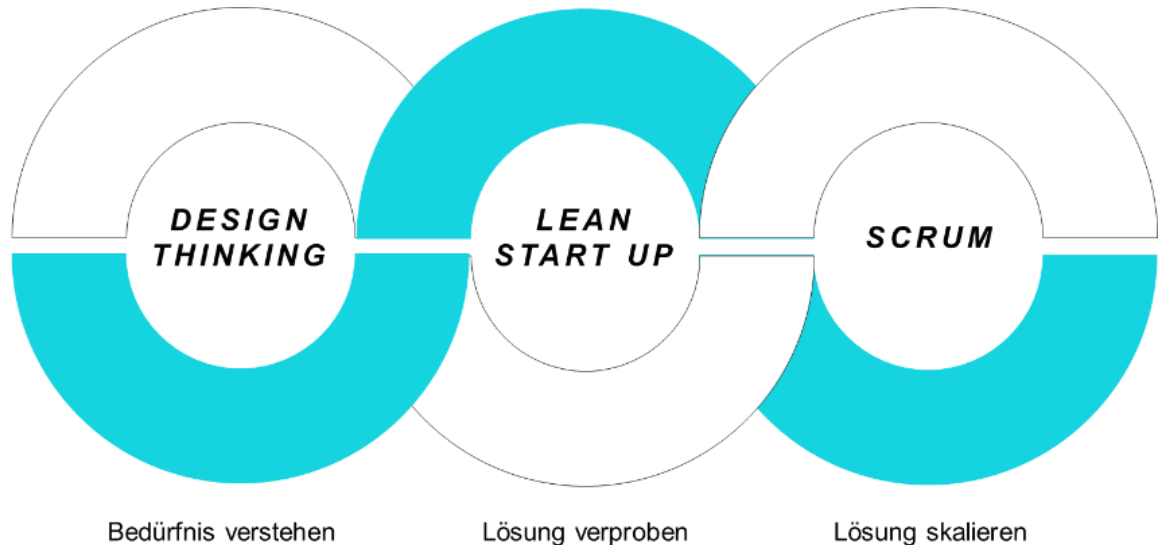 DESIGN
THINKING
LEAN
START UP
SCRUM
Bedürfnis verstehen
Lösung verproben
Lösung skalieren